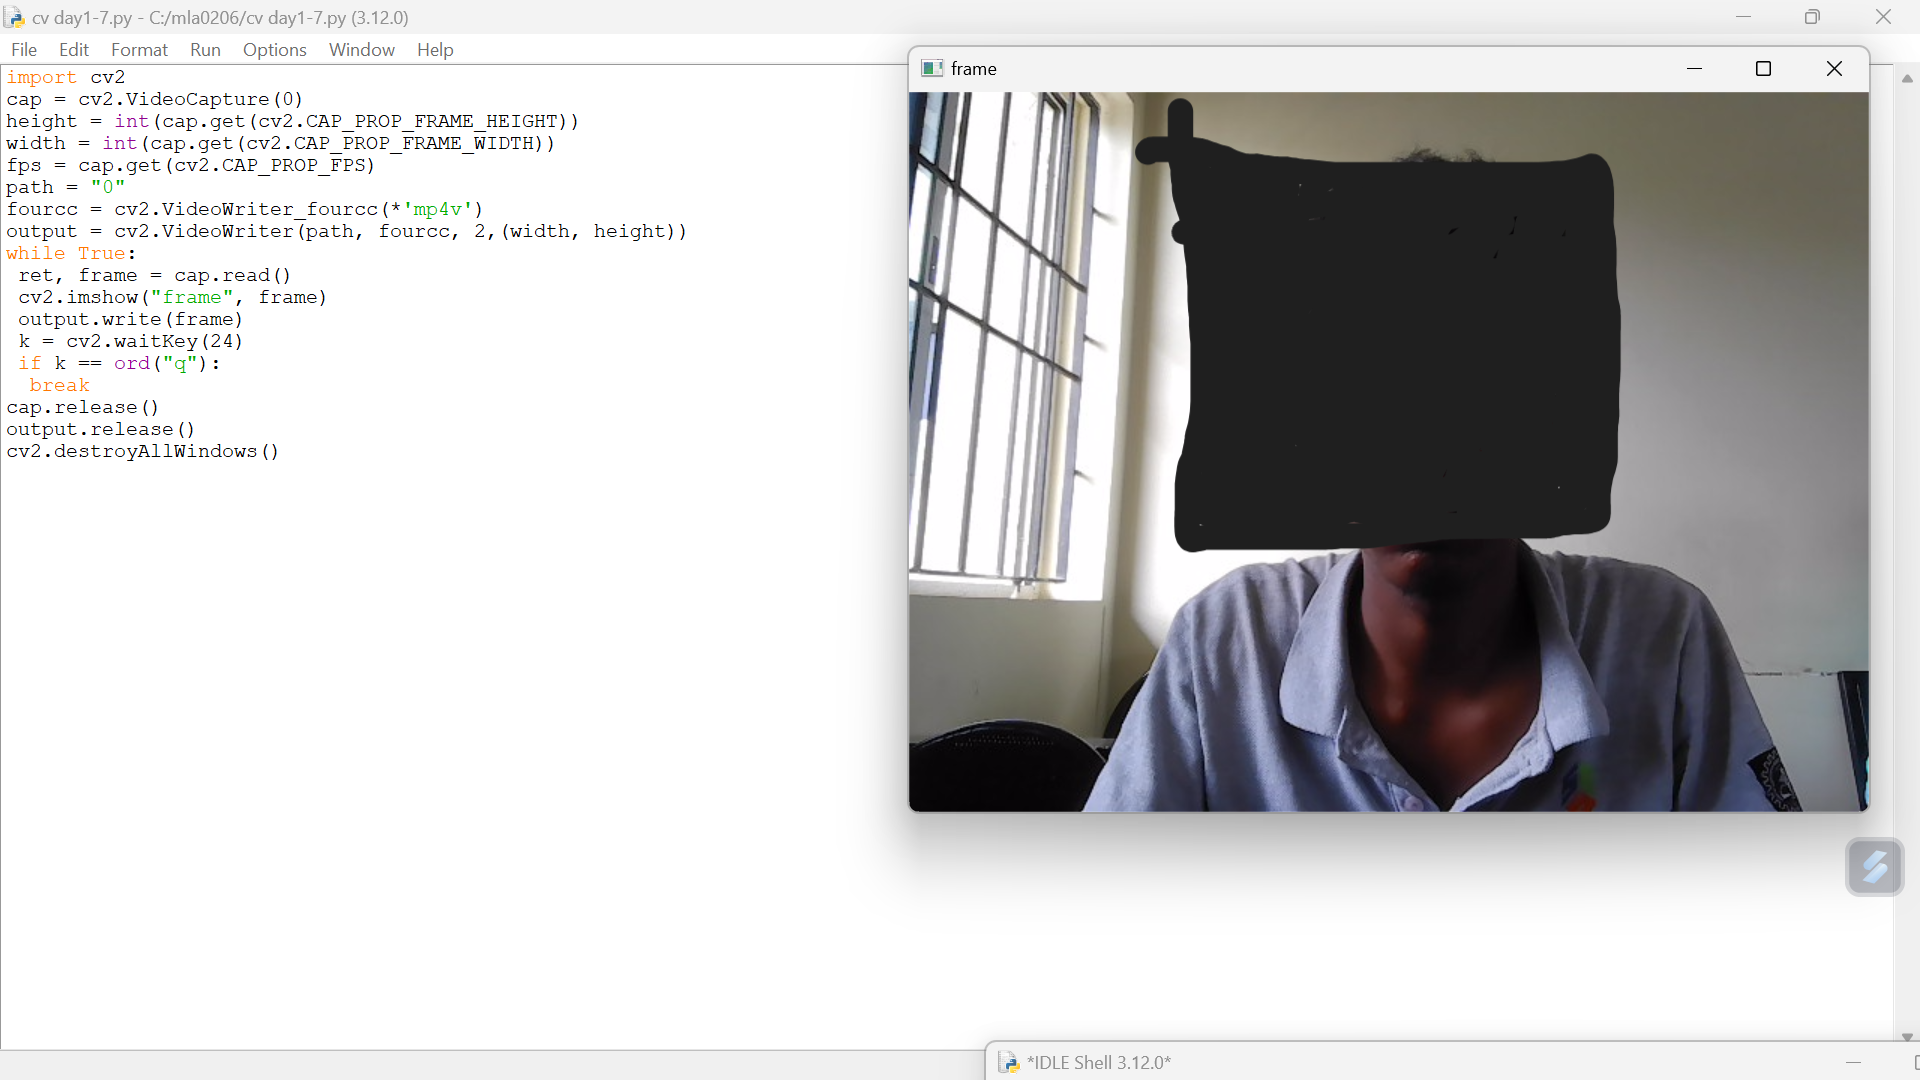 cv day1-7.py - C:/mla0206/cv day1-7.py (3.12.0)
File Edit Format Run Options Window Help
import cv2
cap = cv2.VideoCapture(0)
height = int(cap.get(cv2.CAP_PROP_FRAME_HEIGHT))
width = int(cap.get(cv2.CAP_PROP_FRAME_WIDTH))
fps = cap.get(cv2.CAP_PROP_FPS)
path = "0"
fourcc = cv2.VideoWriter_fourcc(*'mp4v')
output = cv2.VideoWriter(path, fourcc, 2,(width, height))
while True:
 ret, frame = cap.read()
 cv2.imshow("frame", frame)
 output.write(frame)
 k = cv2.waitKey(24)
 if k == ord("q"):
  break
cap.release()
output.release()
cv2.destroyAllWindows()
frame
*IDLE Shell 3.12.0*